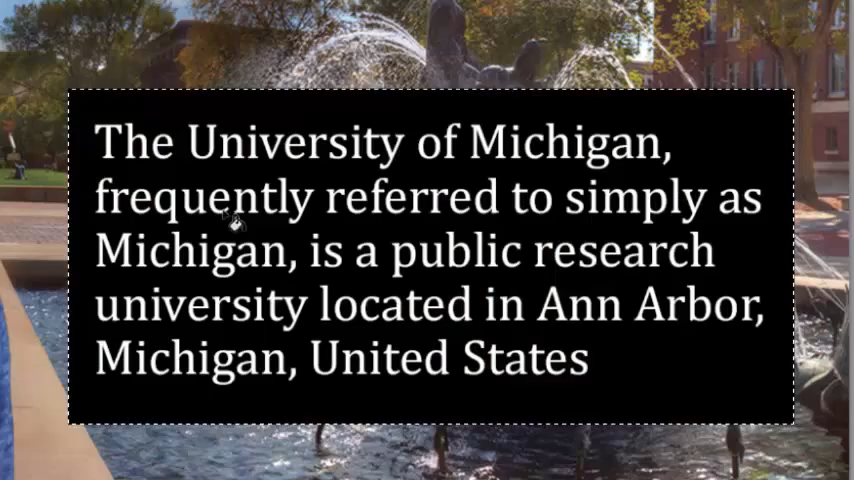 The University of Michigan,
frequently referred to simply as
Michigan, is a public research
university located in Ann Arbor,
Michigan, United States